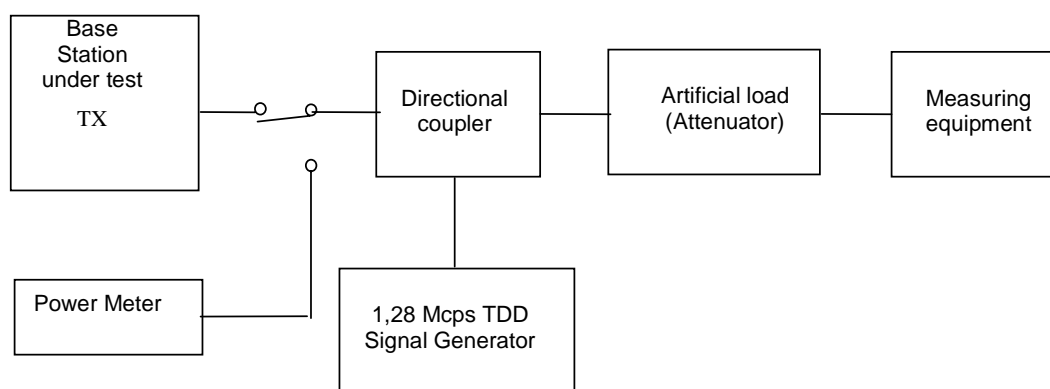 Base
Station
under test
TX
Directional
coupler
Artificial load
(Attenuator)
Measuring
equipment
Power Meter
1,28 Mcps TDD
Signal Generator